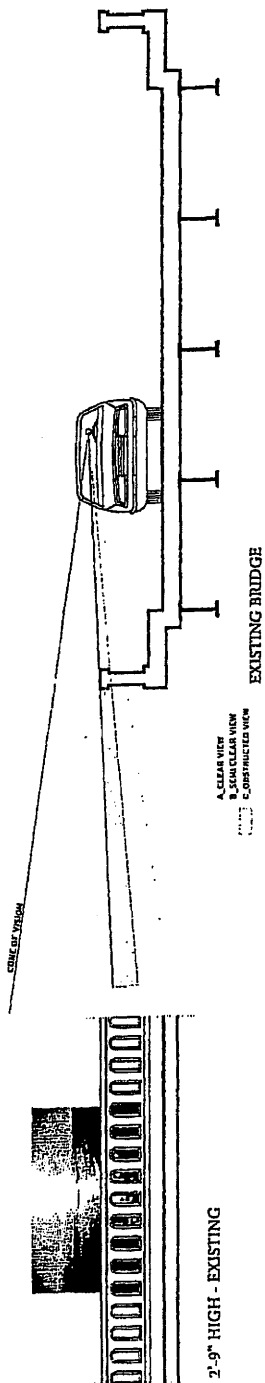 CONE OF VISION
A_CLEAR VIEW
B_SEMI CLEAR VIEW
C_OBSTRUCTED VIEW
EXISTING BRIDGE
2'-9" HIGH - EXISTING